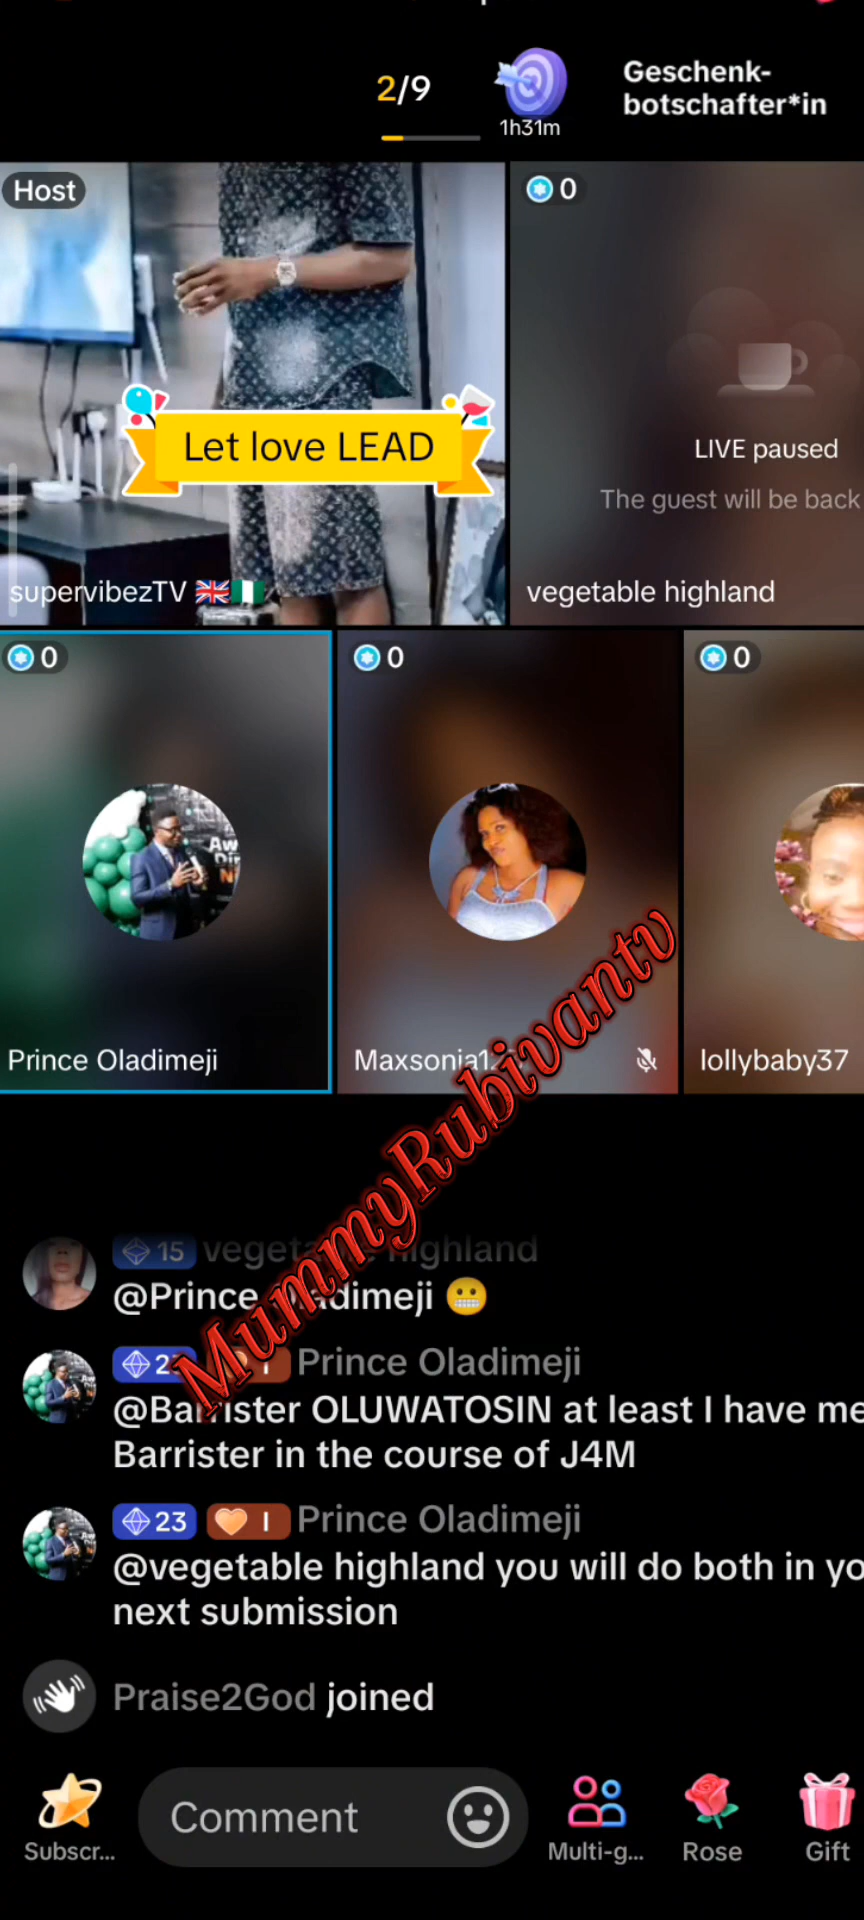 2/9
1h31m
Geschenk-
botschafter*in
Host
0
Let love LEAD
LIVE paused
The guest will be back
supervibezTV
vegetable highland
0
0
0
Prince Oladimeji
lollybaby37
MummyRubivantv
15
highland
@Prince
23 I Prince Oladimeji
@vegetable highland you will do both in yo
next submission
Prince Oladimeji
OLUWATOSIN at least I have me
Barrister in the course of J4M
Praise2God joined
Comment
Subscr...
Multi-g...
Rose
Gift